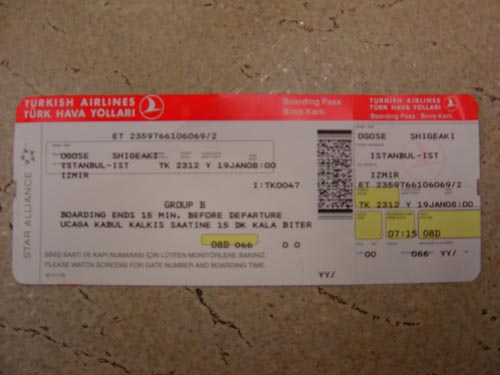 TURKISH AIRLINES
TÜRK HAVA YOLLARI
Boarding Pass
Biniş Kartı
ET 2359766106069/2
OGOSE SHIGEAKI
ISTANBUL-IST TK 2312 Y 19JAN08:00
IZMIR
I:TK0047
GROUP B
BOARDING ENDS 15 MIN. BEFORE DEPARTURE
UCAGA KABUL KALKIS SAATINE 15 DK KALA BITER
08D 066 0 0
BİNİŞ SAATİ VE KAPI NUMARASI İÇİN LÜTFEN MONİTÖRLERE BAKINIZ.
PLEASE WATCH SCREENS FOR GATE NUMBER AND BOARDING TIME.
YY/
STAR ALLIANCE
TURKISH AIRLINES
TÜRK HAVA YOLLARI
Boarding Pass
Biniş Kartı
OGOSE SHIGEAKI
ISTANBUL-IST
ET 2359766106069/2
IZMIR
TK 2312 Y 19JAN08:00
07:15 08D
00 066 YY/